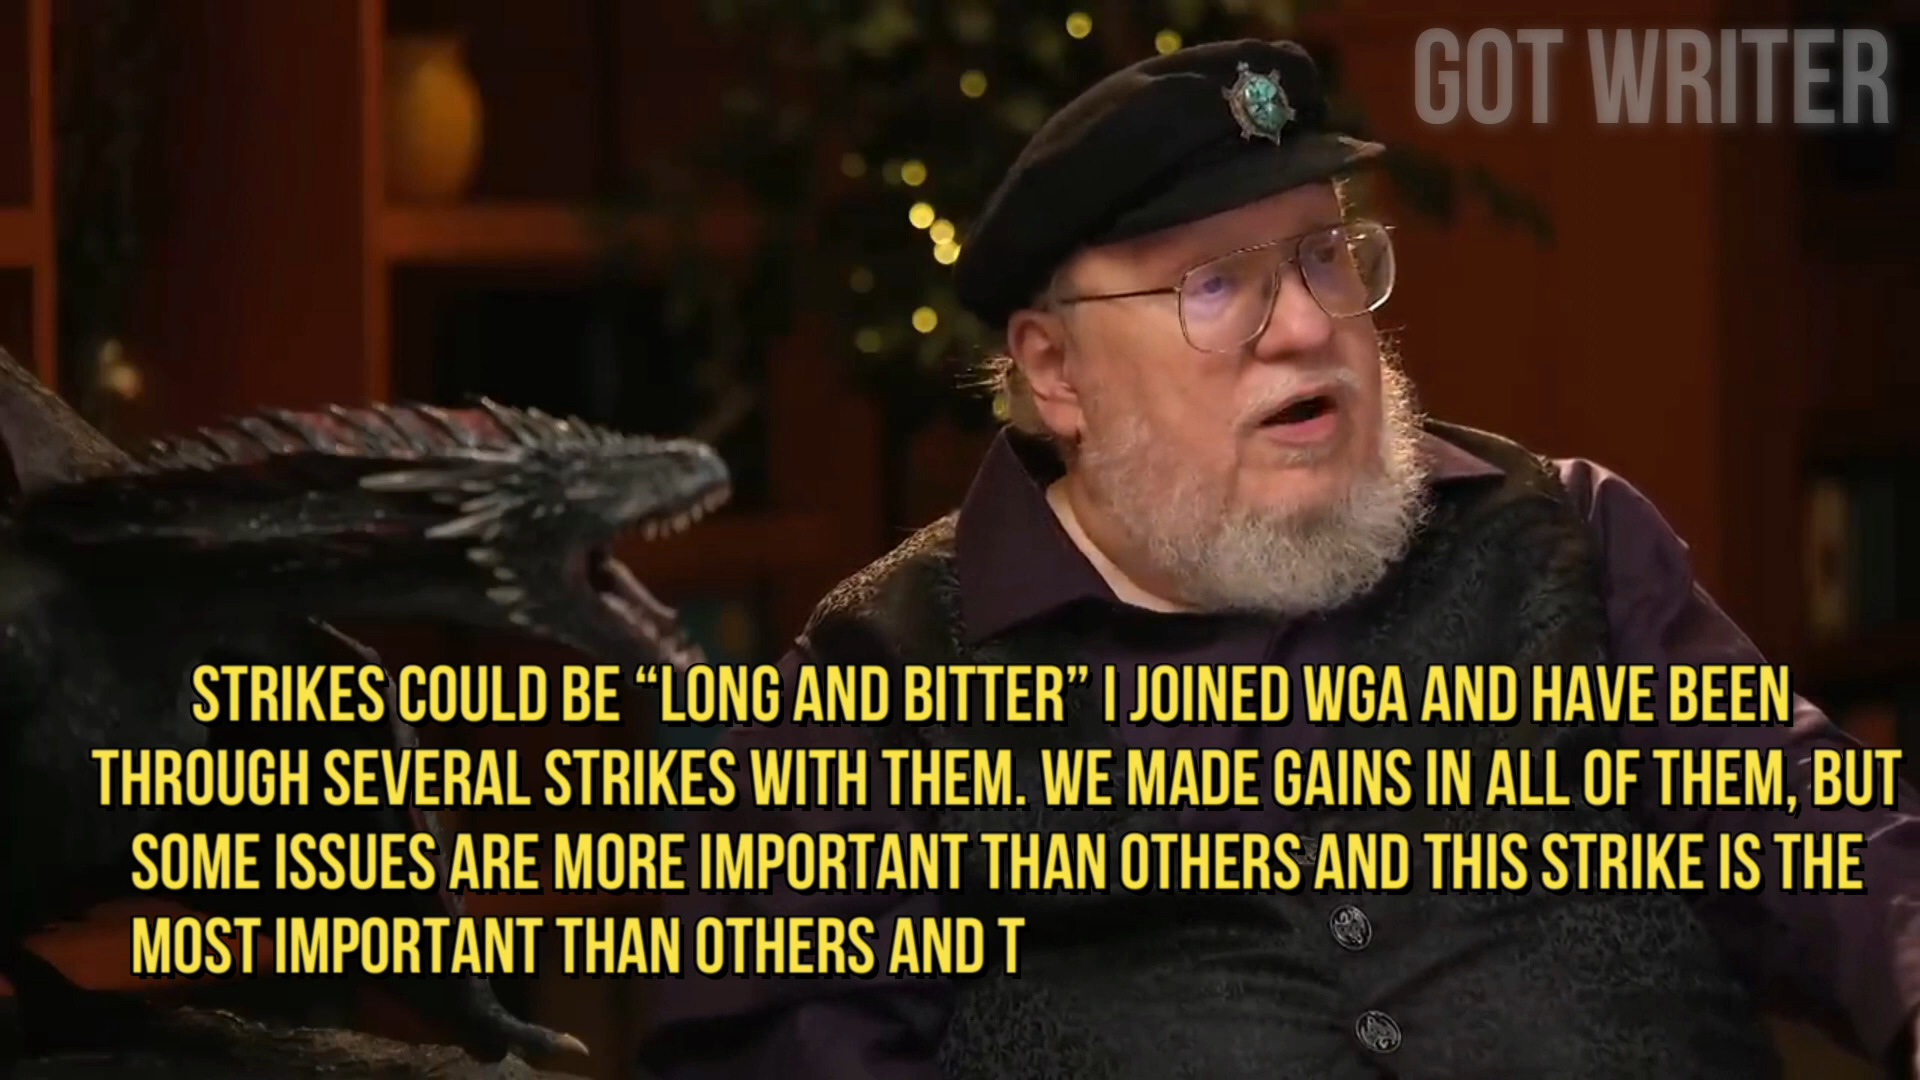 GOT WRITER
STRIKES COULD BE “LONG AND BITTER” I JOINED WGA AND HAVE BEEN
THROUGH SEVERAL STRIKES WITH THEM. WE MADE GAINS IN ALL OF THEM, BUT
SOME ISSUES ARE MORE IMPORTANT THAN OTHERS AND THIS STRIKE IS THE
MOST IMPORTANT THAN OTHERS AND T